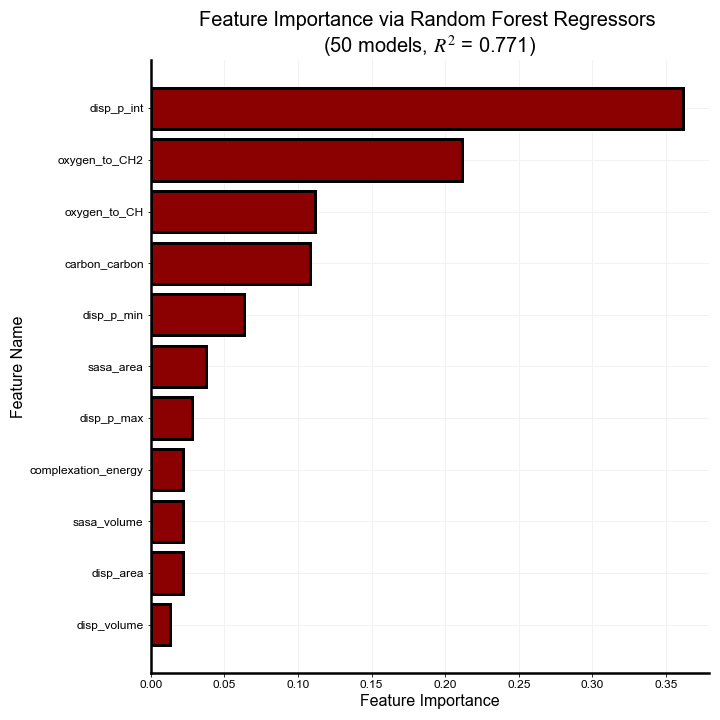 Feature Importance via Random Forest Regressors
(50 models, R² = 0.771)
Feature Name
disp_p_int
oxygen_to_CH2
oxygen_to_CH
carbon_carbon
disp_p_min
sasa_area
disp_p_max
complexation_energy
sasa_volume
disp_area
disp_volume
0.00 0.05 0.10 0.15 0.20 0.25 0.30 0.35
Feature Importance